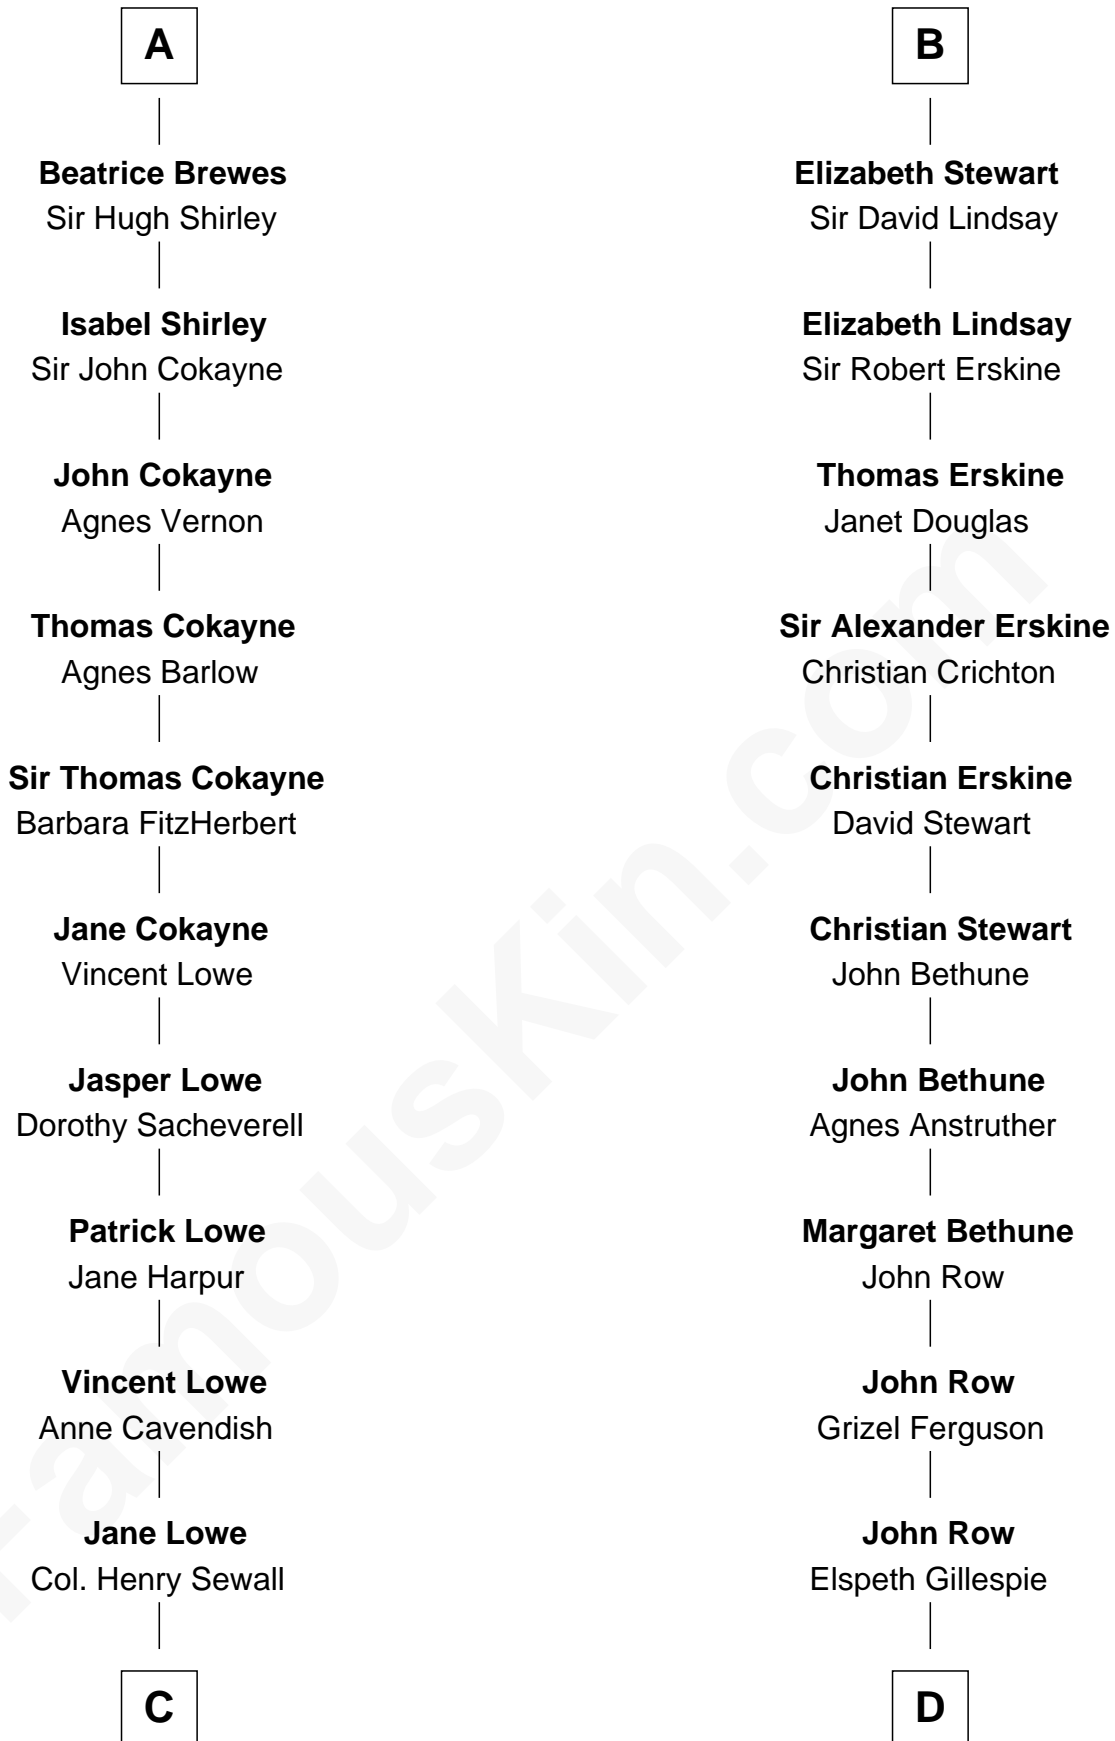 A
Beatrice Brewes
Sir Hugh Shirley
Isabel Shirley
Sir John Cokayne
John Cokayne
Agnes Vernon
Thomas Cokayne
Agnes Barlow
Sir Thomas Cokayne
Barbara FitzHerbert
Jane Cokayne
Vincent Lowe
Jasper Lowe
Dorothy Sacheverell
Patrick Lowe
Jane Harpur
Vincent Lowe
Anne Cavendish
Jane Lowe
Col. Henry Sewall
C
B
Elizabeth Stewart
Sir David Lindsay
Elizabeth Lindsay
Sir Robert Erskine
Thomas Erskine
Janet Douglas
Sir Alexander Erskine
Christian Crichton
Christian Erskine
David Stewart
Christian Stewart
John Bethune
John Bethune
Agnes Anstruther
Margaret Bethune
John Row
John Row
Grizel Ferguson
John Row
Elspeth Gillespie
D
FamousKin.com